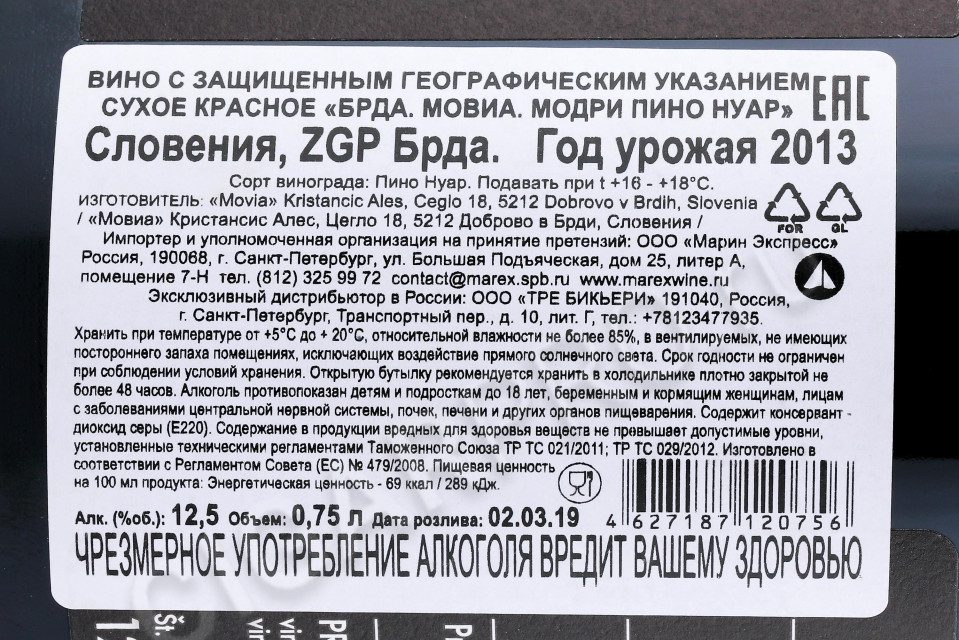 ВИНО С ЗАЩИЩЕННЫМ ГЕОГРАФИЧЕСКИМ УКАЗАНИЕМ
СУХОЕ КРАСНОЕ «БРДА. МОВИА. МОДРИ ПИНО НУАР»
EAC
Словения, ZGP Брда. Год урожая 2013
Сорт винограда: Пино Нуар. Подавать при t +16 - +18°С.
ИЗГОТОВИТЕЛЬ: «Movia» Kristancic Ales, Ceglo 18, 5212 Dobrovo v Brdih, Slovenia
/ «Мовиа» Кристансис Алес, Цегло 18, 5212 Доброво в Брди, Словения /
FOR GL
Импортер и уполномоченная организация на принятие претензий: ООО «Марин Экспресс»
Россия, 190068, г. Санкт-Петербург, ул. Большая Подъяческая, дом 25, литер А,
помещение 7-Н тел. (812) 325 99 72 contact@marex.spb.ru www.marexwine.ru
Эксклюзивный дистрибьютор в России: ООО «ТРЕ БИКЬЕРИ» 191040, Россия,
г. Санкт-Петербург, Транспортный пер., д. 10, лит. Г, тел.: +78123477935.
Хранить при температуре от +5°С до + 20°С, относительной влажности не более 85%, в вентилируемых, не имеющих
постороннего запаха помещениях, исключающих воздействие прямого солнечного света. Срок годности не ограничен
при соблюдении условий хранения. Открытую бутылку рекомендуется хранить в холодильнике плотно закрытой не
более 48 часов. Алкоголь противопоказан детям и подросткам до 18 лет, беременным и кормящим женщинам, лицам
с заболеваниями центральной нервной системы, почек, печени и других органов пищеварения. Содержит консервант -
диоксид серы (Е220). Содержание в продукции вредных для здоровья веществ не превышает допустимые уровни,
установленные техническими регламентами Таможенного Союза ТР ТС 021/2011; ТР ТС 029/2012. Изготовлено в
соответствии с Регламентом Совета (ЕС) № 479/2008. Пищевая ценность
на 100 мл продукта: Энергетическая ценность - 69 ккал / 289 кДж.
Алк. (%об.): 12,5 Объем: 0,75 л Дата розлива: 02.03.19
4 627187 120756
ЧРЕЗМЕРНОЕ УПОТРЕБЛЕНИЕ АЛКОГОЛЯ ВРЕДИТ ВАШЕМУ ЗДОРОВЬЮ